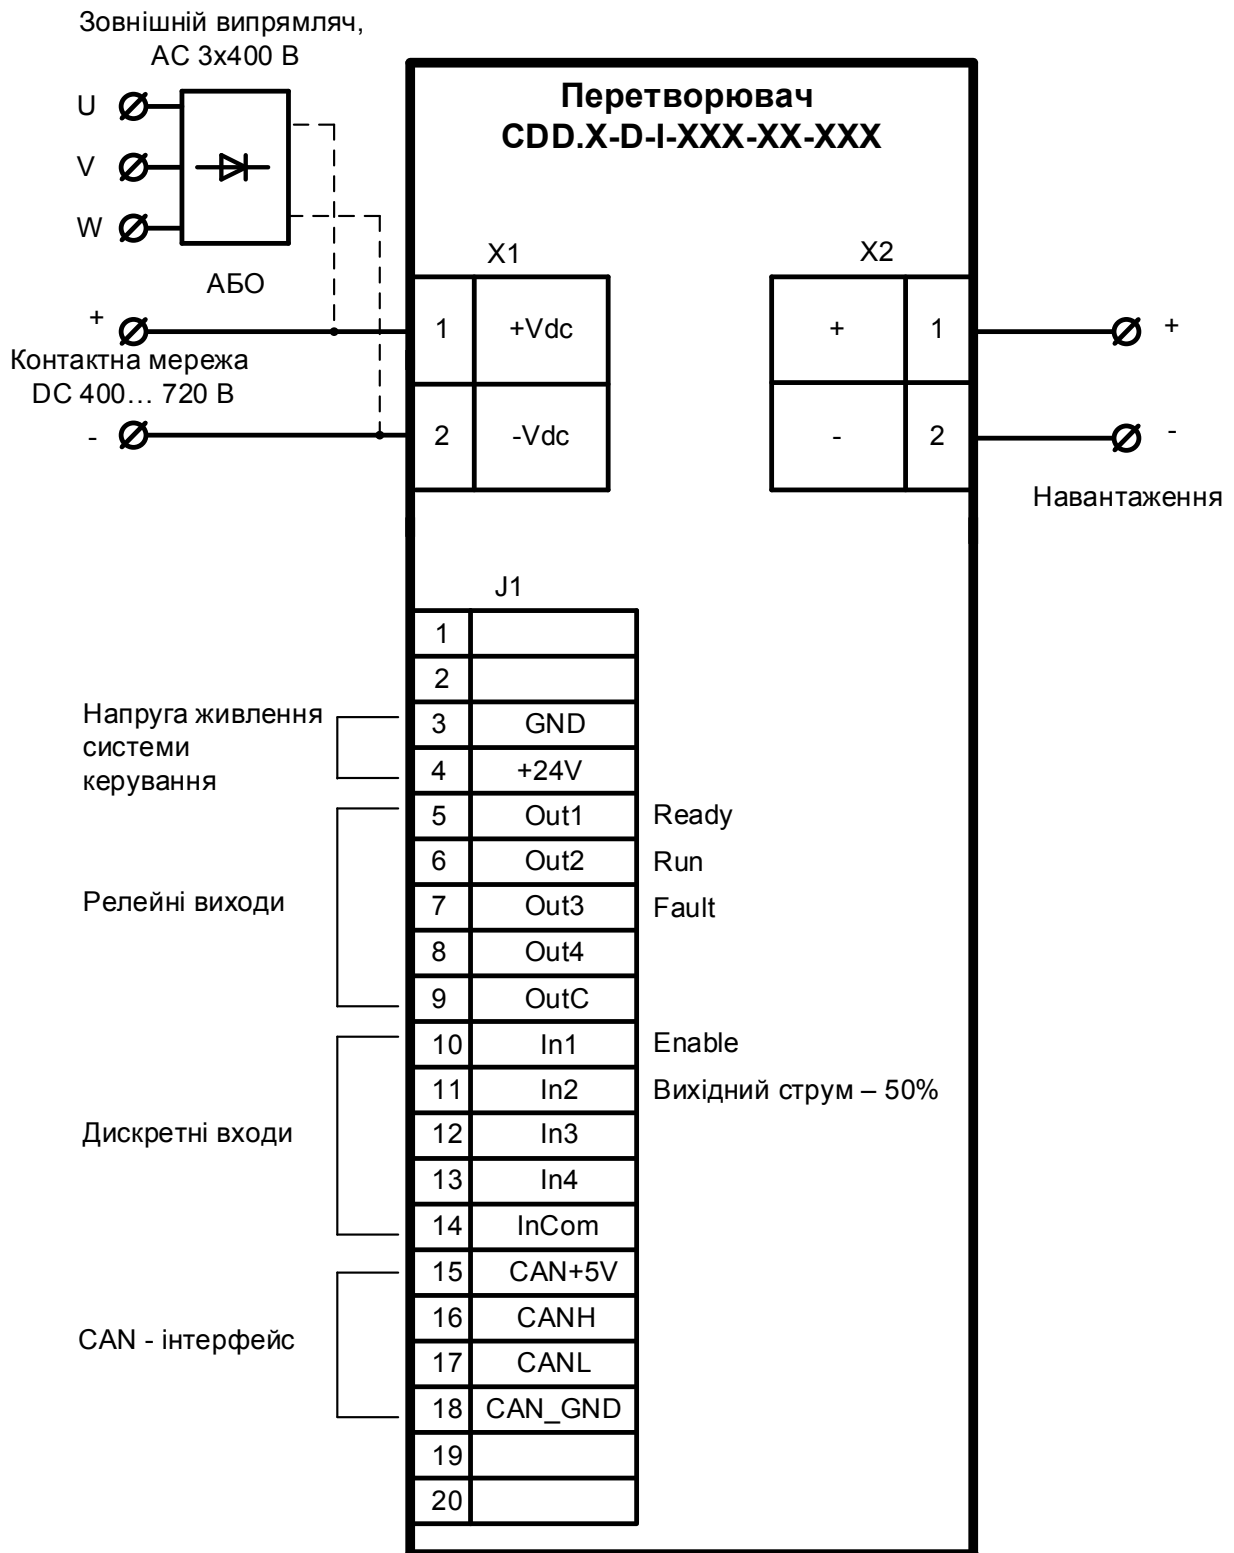 Зовнішній випрямляч,
AC 3x400 В
U
V
W
АБО
+
Контактна мережа
DC 400… 720 В
-
Перетворювач
CDD.X-D-I-XXX-XX-XXX
X1
1 +Vdc
2 -Vdc
X2
+ 1
- 2
+
-
Навантаження
J1
1
2
Напруга живлення
системи
керування
3 GND
4 +24V
Релейні виходи
5 Out1 Ready
6 Out2 Run
7 Out3 Fault
8 Out4
9 OutC
Дискретні входи
10 In1 Enable
11 In2 Вихідний струм – 50%
12 In3
13 In4
14 InCom
CAN - інтерфейс
15 CAN+5V
16 CANH
17 CANL
18 CAN_GND
19
20